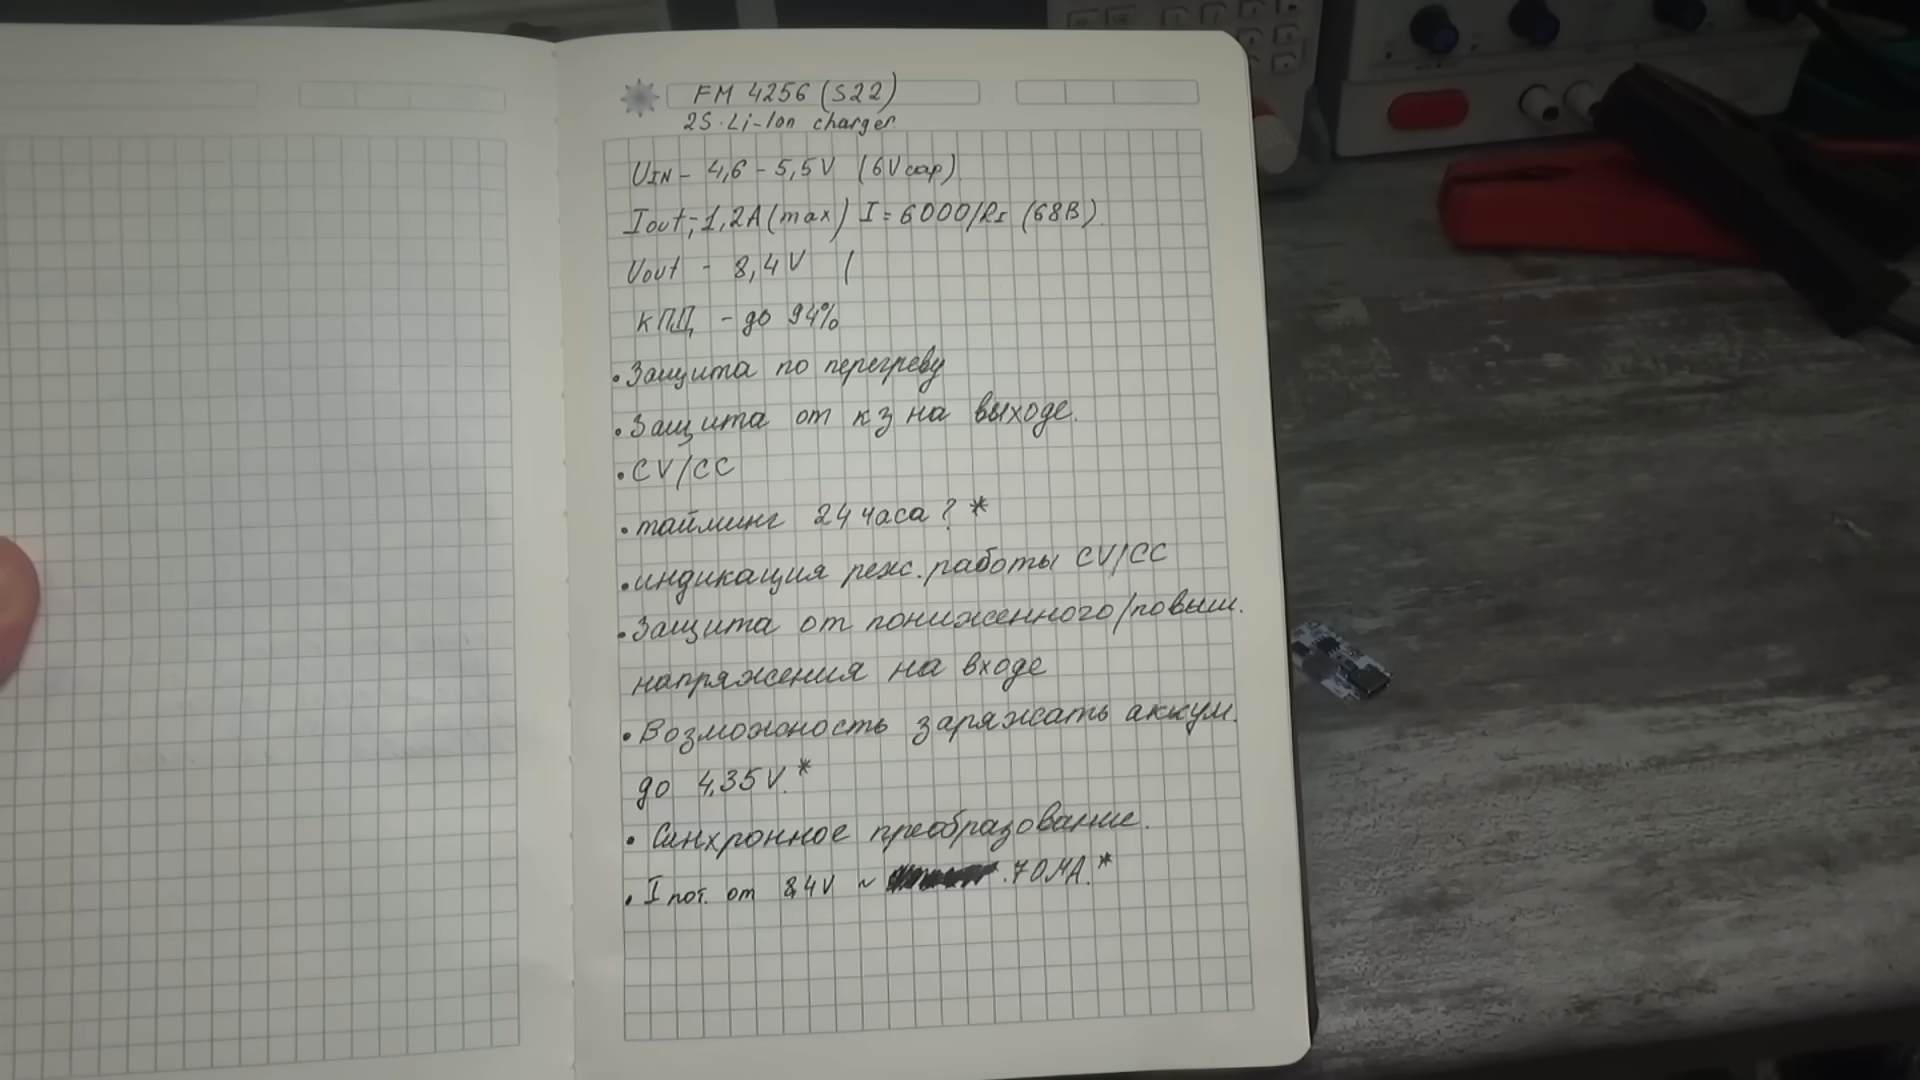 FM 4256 (S22)
2S Li-Ion charger
UIN - 4,6 - 5,5V (6V cap)
Iout; 1,2A (max) I = 6000/RI (68B)
Vout - 8,4V (
КПД - до 94%
• Защита по перегреву
• Защита от кз на выходе.
• CV/CC
• тайминг 24 часа? *
• индикация реж. работы CV/CC
• Защита от пониженного/повыш.
напряжения на входе
• Возможность заряжать аккум.
до 4,35V.*
• Синхронное преобразование.
• I пот. от 8,4V ~ 70мА.*